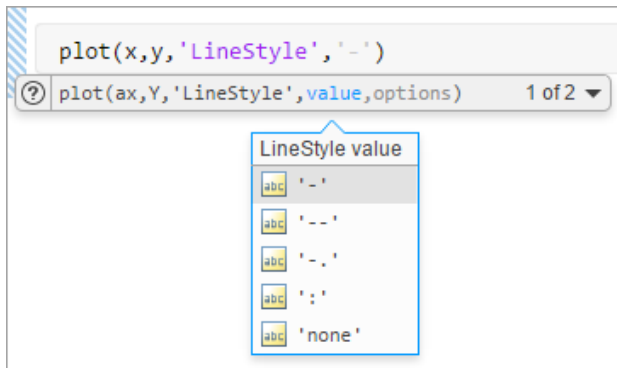 plot(x,y,'LineStyle','-')
? plot(ax,Y,'LineStyle',value,options) 1 of 2
LineStyle value
abc '-'
abc '--'
abc '-.'
abc ':'
abc 'none'